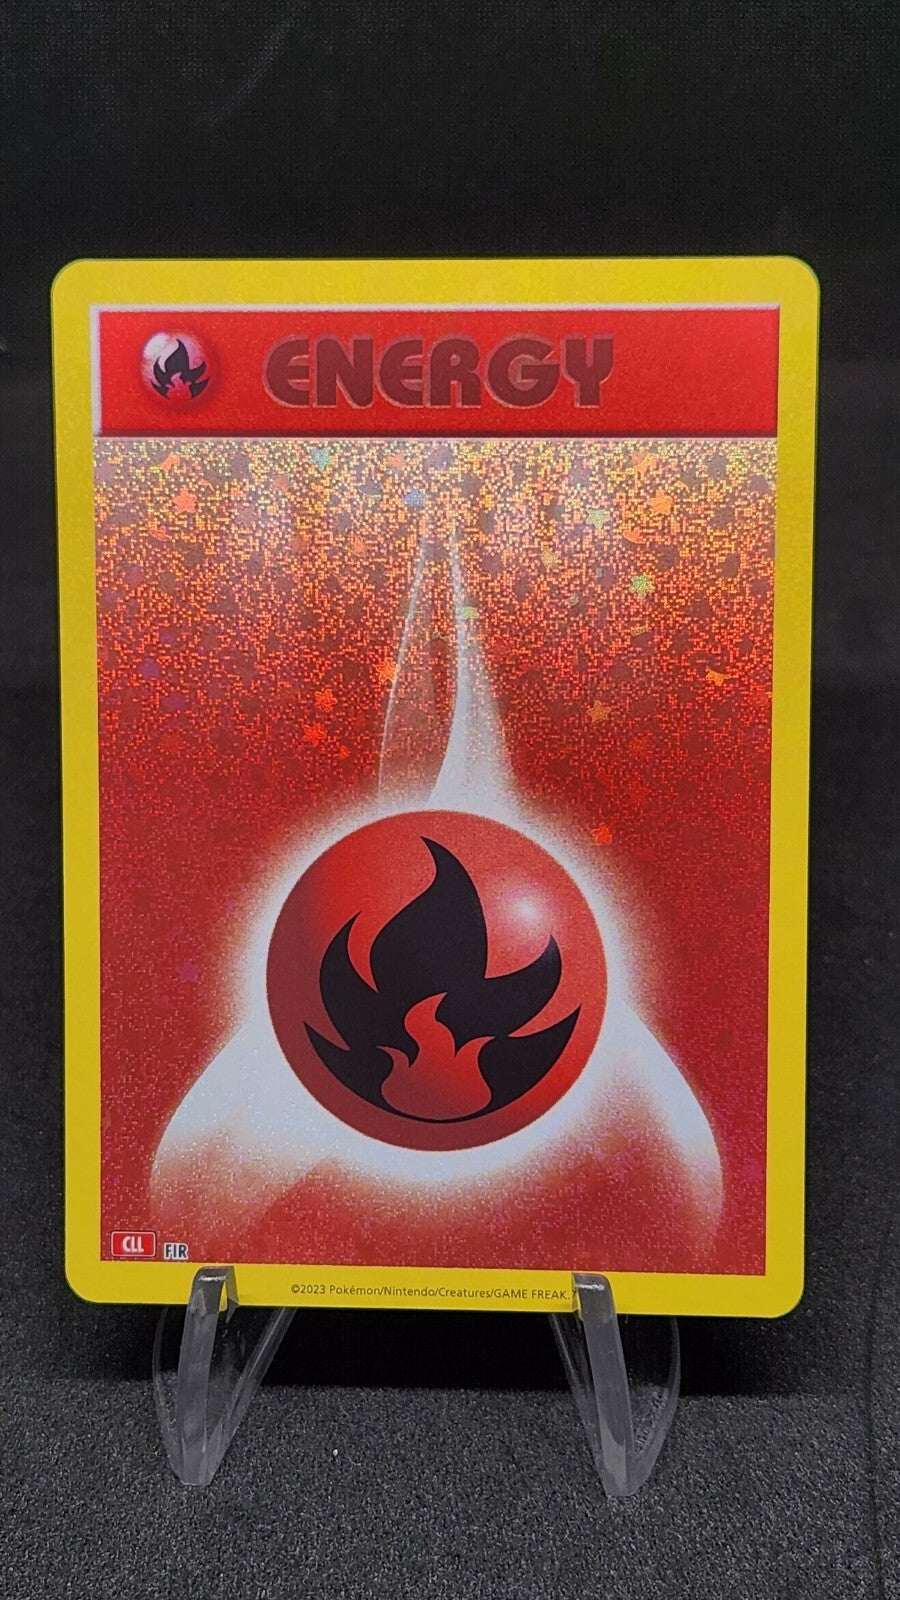 ENERGY
CLL FIR
©2023 Pokémon/Nintendo/Creatures/GAME FREAK.